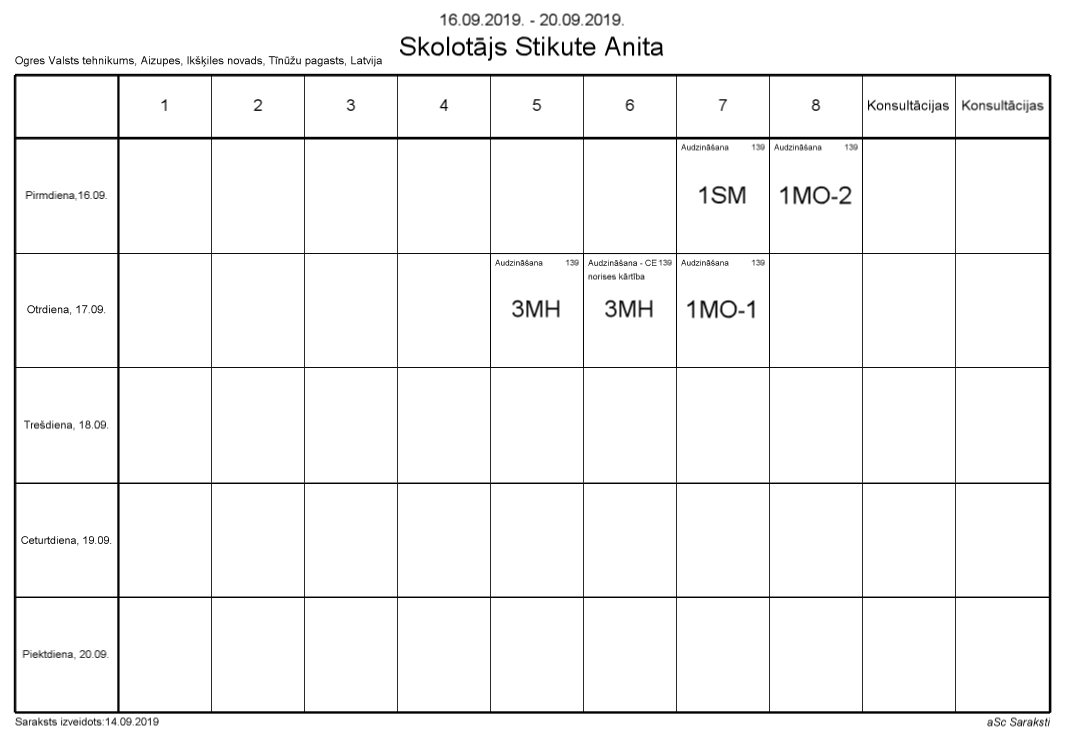 16.09.2019. - 20.09.2019.
Skolotājs Stikute Anita
Ogres Valsts tehnikums, Aizupes, Ikšķiles novads, Tīnūžu pagasts, Latvija
1 2 3 4 5 6 7 8 Konsultācijas Konsultācijas
Audzināšana 139 Audzināšana 139
Pirmdiena,16.09. 1SM 1MO-2
Audzināšana 139 Audzināšana - CE 139 Audzināšana 139
norises kārtība
Otrdiena, 17.09. 3MH 3MH 1MO-1
Trešdiena, 18.09.
Ceturtdiena, 19.09.
Piektdiena, 20.09.
Saraksts izveidots:14.09.2019 aSc Saraksti